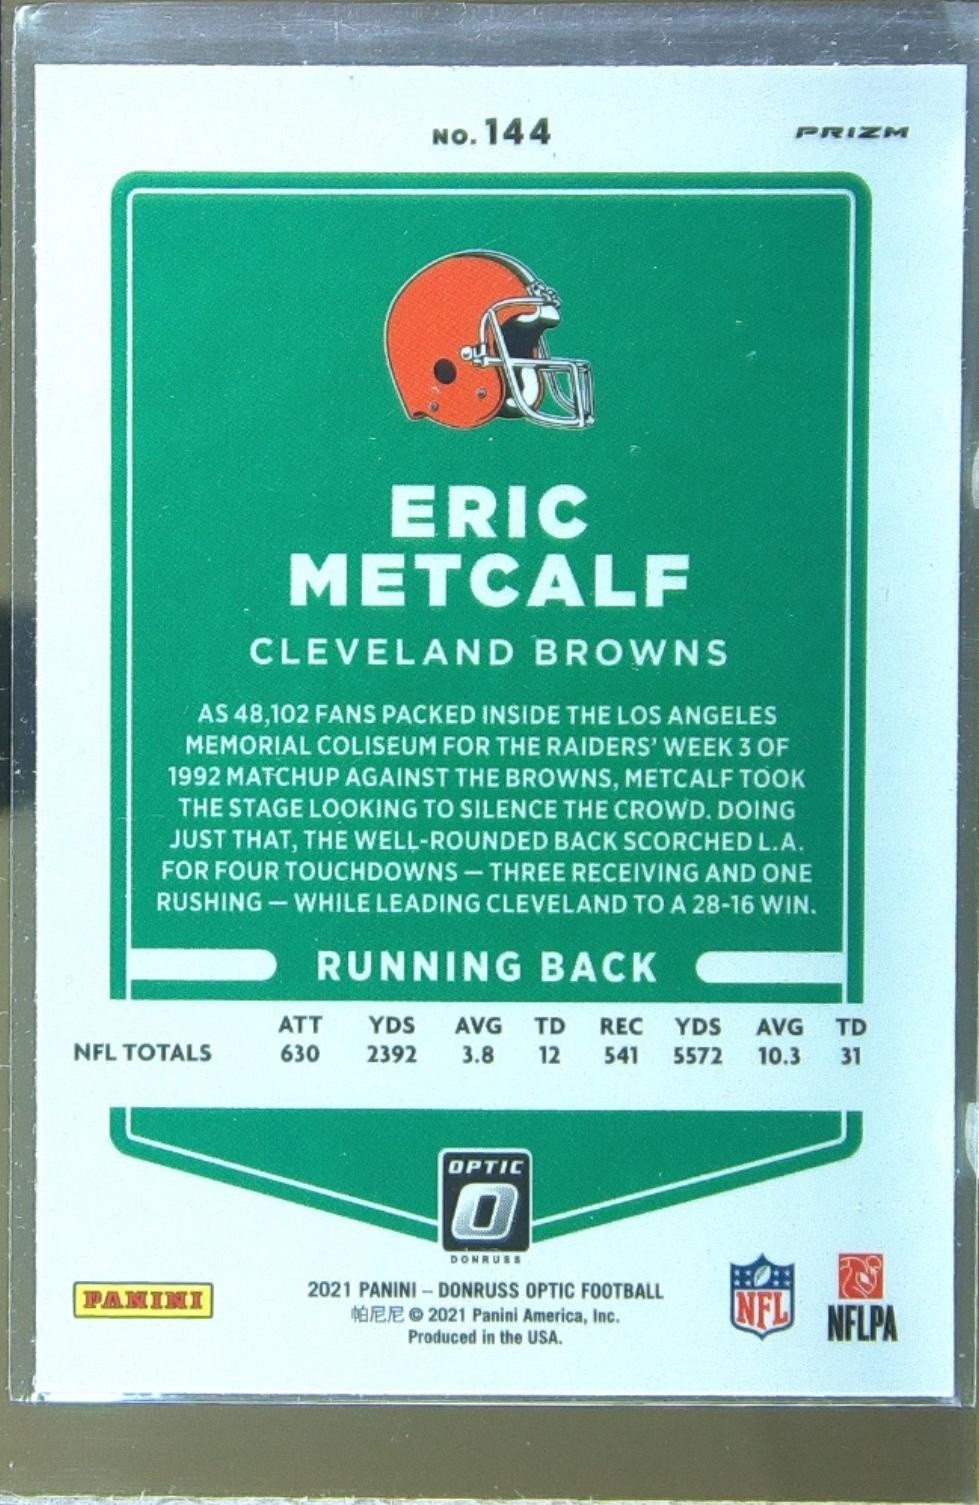 NO. 144
PRIZM
ERIC
METCALF
CLEVELAND BROWNS
AS 48,102 FANS PACKED INSIDE THE LOS ANGELES
MEMORIAL COLISEUM FOR THE RAIDERS' WEEK 3 OF
1992 MATCHUP AGAINST THE BROWNS, METCALF TOOK
THE STAGE LOOKING TO SILENCE THE CROWD. DOING
JUST THAT, THE WELL-ROUNDED BACK SCORCHED L.A.
FOR FOUR TOUCHDOWNS — THREE RECEIVING AND ONE
RUSHING — WHILE LEADING CLEVELAND TO A 28-16 WIN.
RUNNING BACK
ATT YDS AVG TD REC YDS AVG TD
NFL TOTALS 630 2392 3.8 12 541 5572 10.3 31
OPTIC
O
DONRUSS
PANINI
2021 PANINI – DONRUSS OPTIC FOOTBALL
帕尼尼 © 2021 Panini America, Inc.
Produced in the USA.
NFL
NFLPA